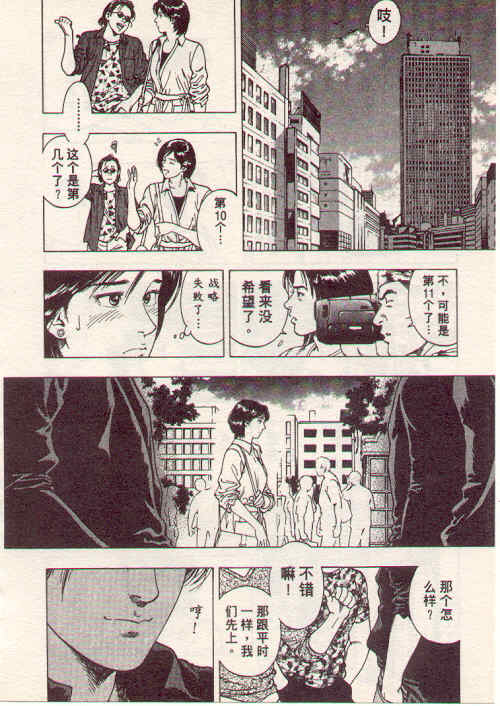 吱！
………
这个是第
几个了？
第
10
个…
不，可能是
第11个了…
看来没
希望了。
战略
失败了…
那个怎
么样？
不错
嘛！
那跟平时
一样，我
们先上。
哼！